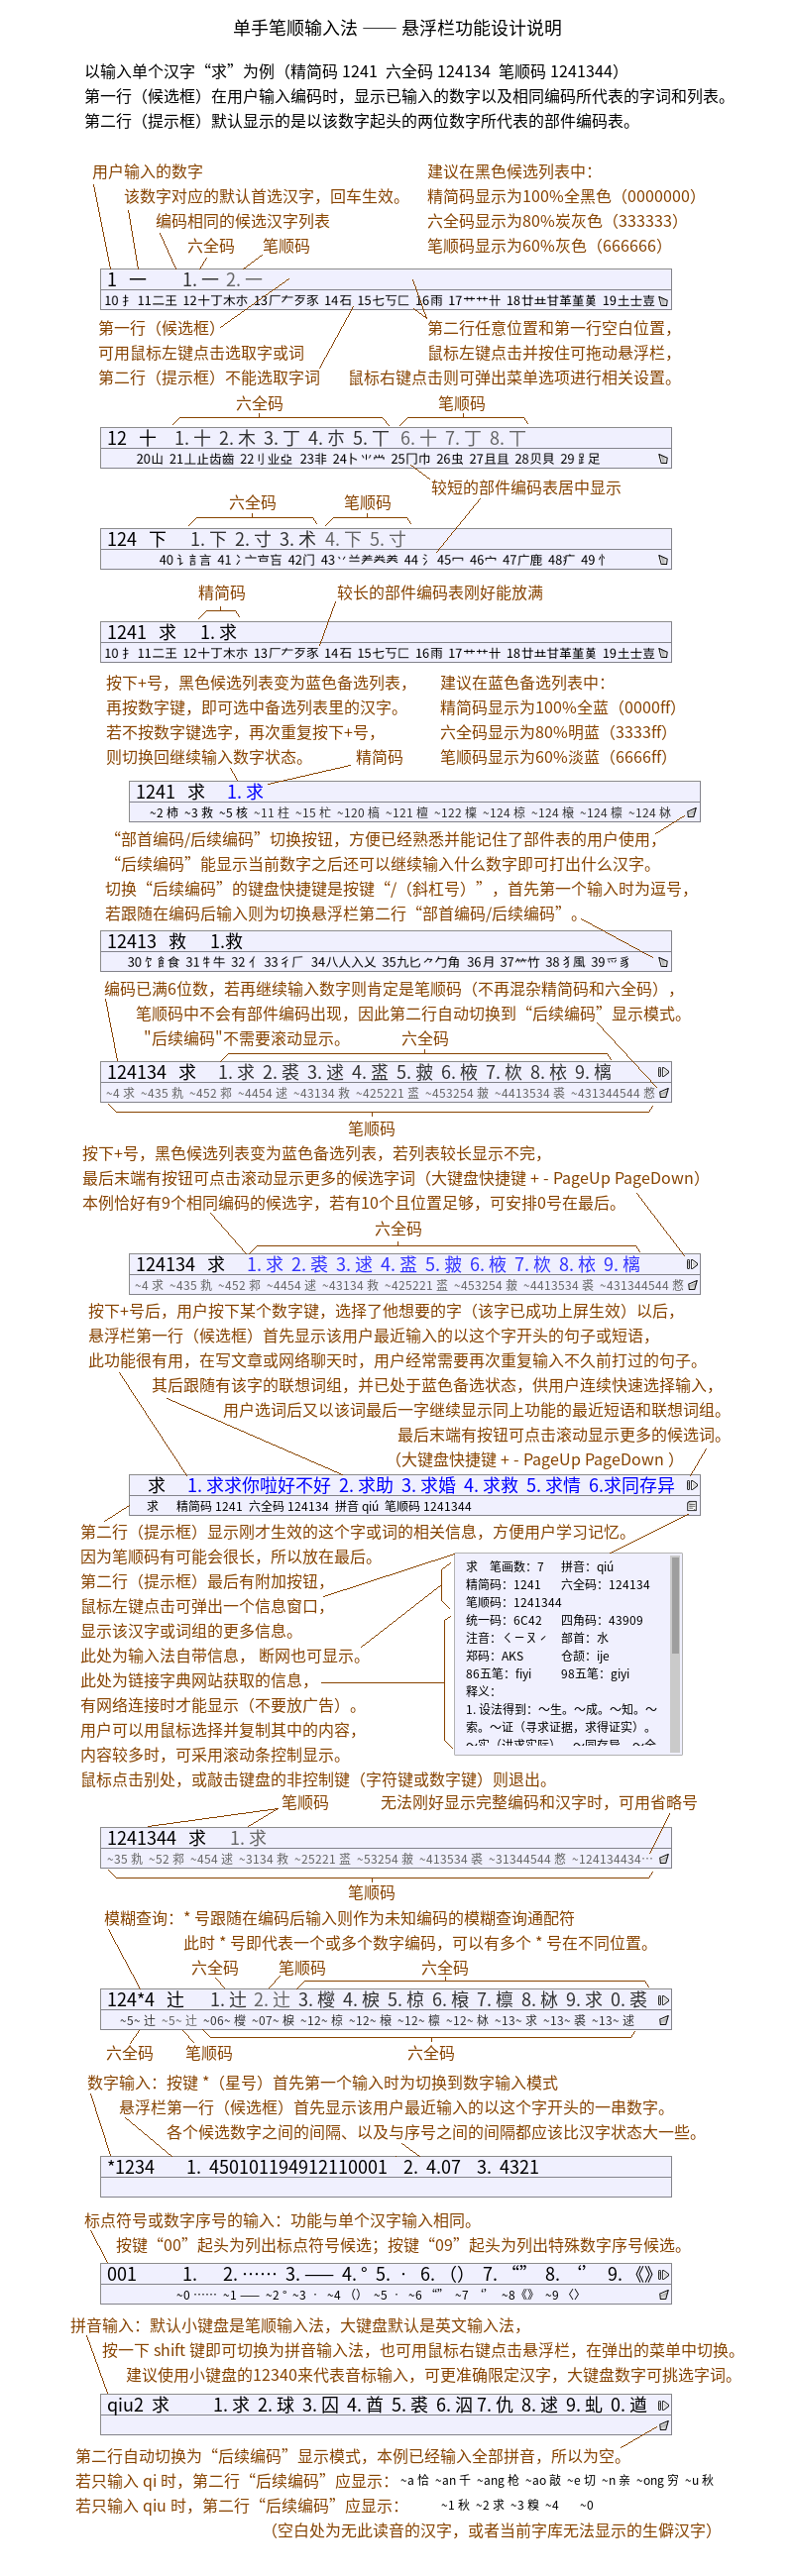 单手笔顺输入法 —— 悬浮栏功能设计说明
以输入单个汉字“求”为例（精简码 1241 六全码 124134 笔顺码 1241344）
第一行（候选框）在用户输入编码时，显示已输入的数字以及相同编码所代表的字词和列表。
第二行（提示框）默认显示的是以该数字起头的两位数字所代表的部件编码表。
用户输入的数字
该数字对应的默认首选汉字，回车生效。
编码相同的候选汉字列表
六全码 笔顺码
建议在黑色候选列表中：
精简码显示为100%全黑色（0000000）
六全码显示为80%炭灰色（333333）
笔顺码显示为60%灰色（666666）
1 一 1. 一 2. 一
10扌 11二王 12十丁木朩 13厂𠂉歹豕 14石 15七丂匚 16雨 17艹龷卄 18廿龷甘革堇菫 19土士壴
第一行（候选框）
可用鼠标左键点击选取字或词
第二行（提示框）不能选取字词
第二行任意位置和第一行空白位置，
鼠标左键点击并按住可拖动悬浮栏，
鼠标右键点击则可弹出菜单选项进行相关设置。
六全码 笔顺码
12 十 1. 十 2. 木 3. 丁 4. 朩 5. 丅 6. 十 7. 丁 8. 丅
20山 21丄止齿齒 22刂业亞 23非 24卜⺌龸 25冂巾 26虫 27且且 28贝貝 29⻊足
较短的部件编码表居中显示
六全码 笔顺码
124 下 1. 下 2. 寸 3. 术 4. 下 5. 寸
40讠訁言 41冫亠亩言 42门 43丷兰羊类美 44氵 45冖 46宀 47广鹿 48疒 49忄
精简码
较长的部件编码表刚好能放满
1241 求 1. 求
10扌 11二王 12十丁木朩 13厂𠂉歹豕 14石 15七丂匚 16雨 17艹龷卄 18廿龷甘革堇菫 19土士壴
按下+号，黑色候选列表变为蓝色备选列表，
再按数字键，即可选中备选列表里的汉字。
若不按数字键选字，再次重复按下+号，
则切换回继续输入数字状态。
精简码
建议在蓝色备选列表中：
精简码显示为100%全蓝（0000ff）
六全码显示为80%明蓝（3333ff）
笔顺码显示为60%淡蓝（6666ff）
1241 求 1. 求
~2 柿 ~3 救 ~5 核 ~11 柱 ~15 杧 ~120 槁 ~121 檀 ~122 檁 ~124 椋 ~124 榱 ~124 檩 ~124 秫
“部首编码/后续编码”切换按钮，方便已经熟悉并能记住了部件表的用户使用，
“后续编码”能显示当前数字之后还可以继续输入什么数字即可打出什么汉字。
切换“后续编码”的键盘快捷键是按键“/（斜杠号）”，首先第一个输入时为逗号，
若跟随在编码后输入则为切换悬浮栏第二行“部首编码/后续编码”。
12413 救 1.救
30饣飠食 31牜牛 32亻 33彳厂 34八人入乂 35九匕⺈勹角 36月 37⺮竹 38犭風 39爫豸
编码已满6位数，若再继续输入数字则肯定是笔顺码（不再混杂精简码和六全码），
笔顺码中不会有部件编码出现，因此第二行自动切换到“后续编码”显示模式。
"后续编码"不需要滚动显示。 六全码
124134 求 1. 求 2. 裘 3. 逑 4. 盚 5. 皳 6. 椥 7. 栨 8. 栿 9. 樆
~4 求 ~435 㐜 ~452 郣 ~4454 逑 ~43134 救 ~425221 盚 ~453254 皳 ~4413534 裘 ~431344544 慗
笔顺码
按下+号，黑色候选列表变为蓝色备选列表，若列表较长显示不完，
最后末端有按钮可点击滚动显示更多的候选字词（大键盘快捷键 + - PageUp PageDown）
本例恰好有9个相同编码的候选字，若有10个且位置足够，可安排0号在最后。
六全码
124134 求 1. 求 2. 裘 3. 逑 4. 盚 5. 皳 6. 椥 7. 栨 8. 栿 9. 樆
~4 求 ~435 㐜 ~452 郣 ~4454 逑 ~43134 救 ~425221 盚 ~453254 皳 ~4413534 裘 ~431344544 慗
按下+号后，用户按下某个数字键，选择了他想要的字（该字已成功上屏生效）以后，
悬浮栏第一行（候选框）首先显示该用户最近输入的以这个字开头的句子或短语，
此功能很有用，在写文章或网络聊天时，用户经常需要再次重复输入不久前打过的句子。
其后跟随有该字的联想词组，并已处于蓝色备选状态，供用户连续快速选择输入，
用户选词后又以该词最后一字继续显示同上功能的最近短语和联想词组。
最后末端有按钮可点击滚动显示更多的候选词。
（大键盘快捷键 + - PageUp PageDown ）
求 1. 求求你啦好不好 2. 求助 3. 求婚 4. 求救 5. 求情 6.求同存异
求 精简码 1241 六全码 124134 拼音 qiú 笔顺码 1241344
第二行（提示框）显示刚才生效的这个字或词的相关信息，方便用户学习记忆。
因为笔顺码有可能会很长，所以放在最后。
第二行（提示框）最后有附加按钮，
鼠标左键点击可弹出一个信息窗口，
显示该汉字或词组的更多信息。
此处为输入法自带信息， 断网也可显示。
此处为链接字典网站获取的信息，
有网络连接时才能显示（不要放广告）。
用户可以用鼠标选择并复制其中的内容，
内容较多时，可采用滚动条控制显示。
鼠标点击别处，或敲击键盘的非控制键（字符键或数字键）则退出。
求 笔画数：7 拼音：qiú
精简码：1241 六全码：124134
笔顺码：1241344
统一码：6C42 四角码：43909
注音：ㄑㄧㄡˊ 部首：水
郑码：AKS 仓颉：ije
86五笔：fiyi 98五笔：giyi
释义：
1. 设法得到：～生。～成。～知。～
索。～证（寻求证据，求得证实）。
～实（讲求实际）。～同存异。～全
笔顺码 无法刚好显示完整编码和汉字时，可用省略号
1241344 求 1. 求
~35 㐜 ~52 郣 ~454 逑 ~3134 救 ~25221 盚 ~53254 皳 ~413534 裘 ~31344544 慗 ~124134434···
笔顺码
模糊查询：* 号跟随在编码后输入则作为未知编码的模糊查询通配符
此时 * 号即代表一个或多个数字编码，可以有多个 * 号在不同位置。
六全码 笔顺码 六全码
124*4 辻 1. 辻 2. 辻 3. 樱 4. 棙 5. 椋 6. 榱 7. 檩 8. 秫 9. 求 0. 裘
~5~ 辻 ~5~ 辻 ~06~ 樱 ~07~ 棙 ~12~ 椋 ~12~ 榱 ~12~ 檩 ~12~ 秫 ~13~ 求 ~13~ 裘 ~13~ 逑
六全码 笔顺码 六全码
数字输入：按键 *（星号）首先第一个输入时为切换到数字输入模式
悬浮栏第一行（候选框）首先显示该用户最近输入的以这个字开头的一串数字。
各个候选数字之间的间隔、以及与序号之间的间隔都应该比汉字状态大一些。
*1234 1. 450101194912110001 2. 4.07 3. 4321
标点符号或数字序号的输入：功能与单个汉字输入相同。
按键“00”起头为列出标点符号候选；按键“09”起头为列出特殊数字序号候选。
001 1. 2. ······ 3. —— 4. ° 5. · 6. （） 7. “” 8. ‘’ 9. 《》
~0 ······ ~1 —— ~2 ° ~3 · ~4 （） ~5 · ~6 “” ~7 ‘’ ~8《》 ~9 〈〉
拼音输入：默认小键盘是笔顺输入法，大键盘默认是英文输入法，
按一下 shift 键即可切换为拼音输入法，也可用鼠标右键点击悬浮栏，在弹出的菜单中切换。
建议使用小键盘的12340来代表音标输入，可更准确限定汉字，大键盘数字可挑选字词。
qiu2 求 1. 求 2. 球 3. 囚 4. 酋 5. 裘 6. 泅 7. 仇 8. 逑 9. 虬 0. 遒
第二行自动切换为“后续编码”显示模式，本例已经输入全部拼音，所以为空。
若只输入 qi 时，第二行“后续编码”应显示：~a 恰 ~an 千 ~ang 枪 ~ao 敲 ~e 切 ~n 亲 ~ong 穷 ~u 秋
若只输入 qiu 时，第二行“后续编码”应显示： ~1 秋 ~2 求 ~3 糗 ~4 ~0
（空白处为无此读音的汉字，或者当前字库无法显示的生僻汉字）